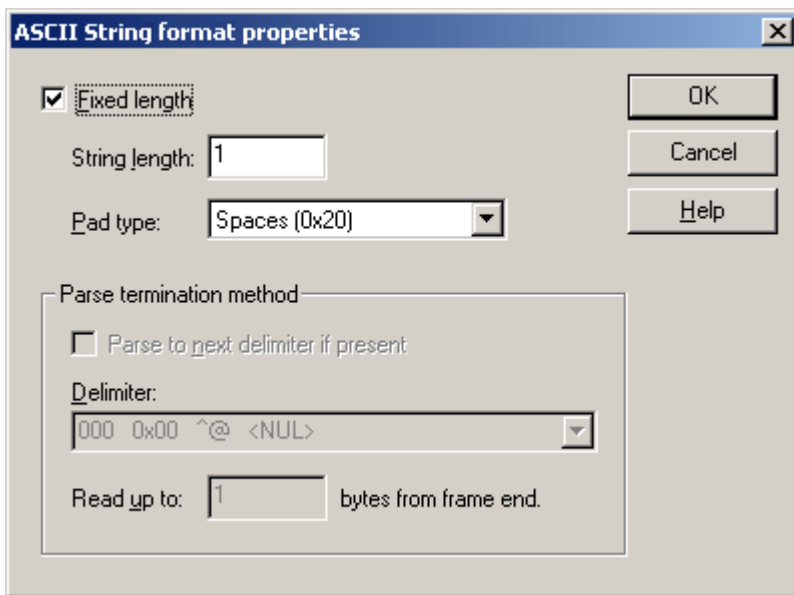 ASCII String format properties
Fixed length
OK
String length: 1
Cancel
Pad type: Spaces (0x20)
Help
Parse termination method
Parse to next delimiter if present
Delimiter:
000 0x00 ^@ <NUL>
Read up to: 1 bytes from frame end.